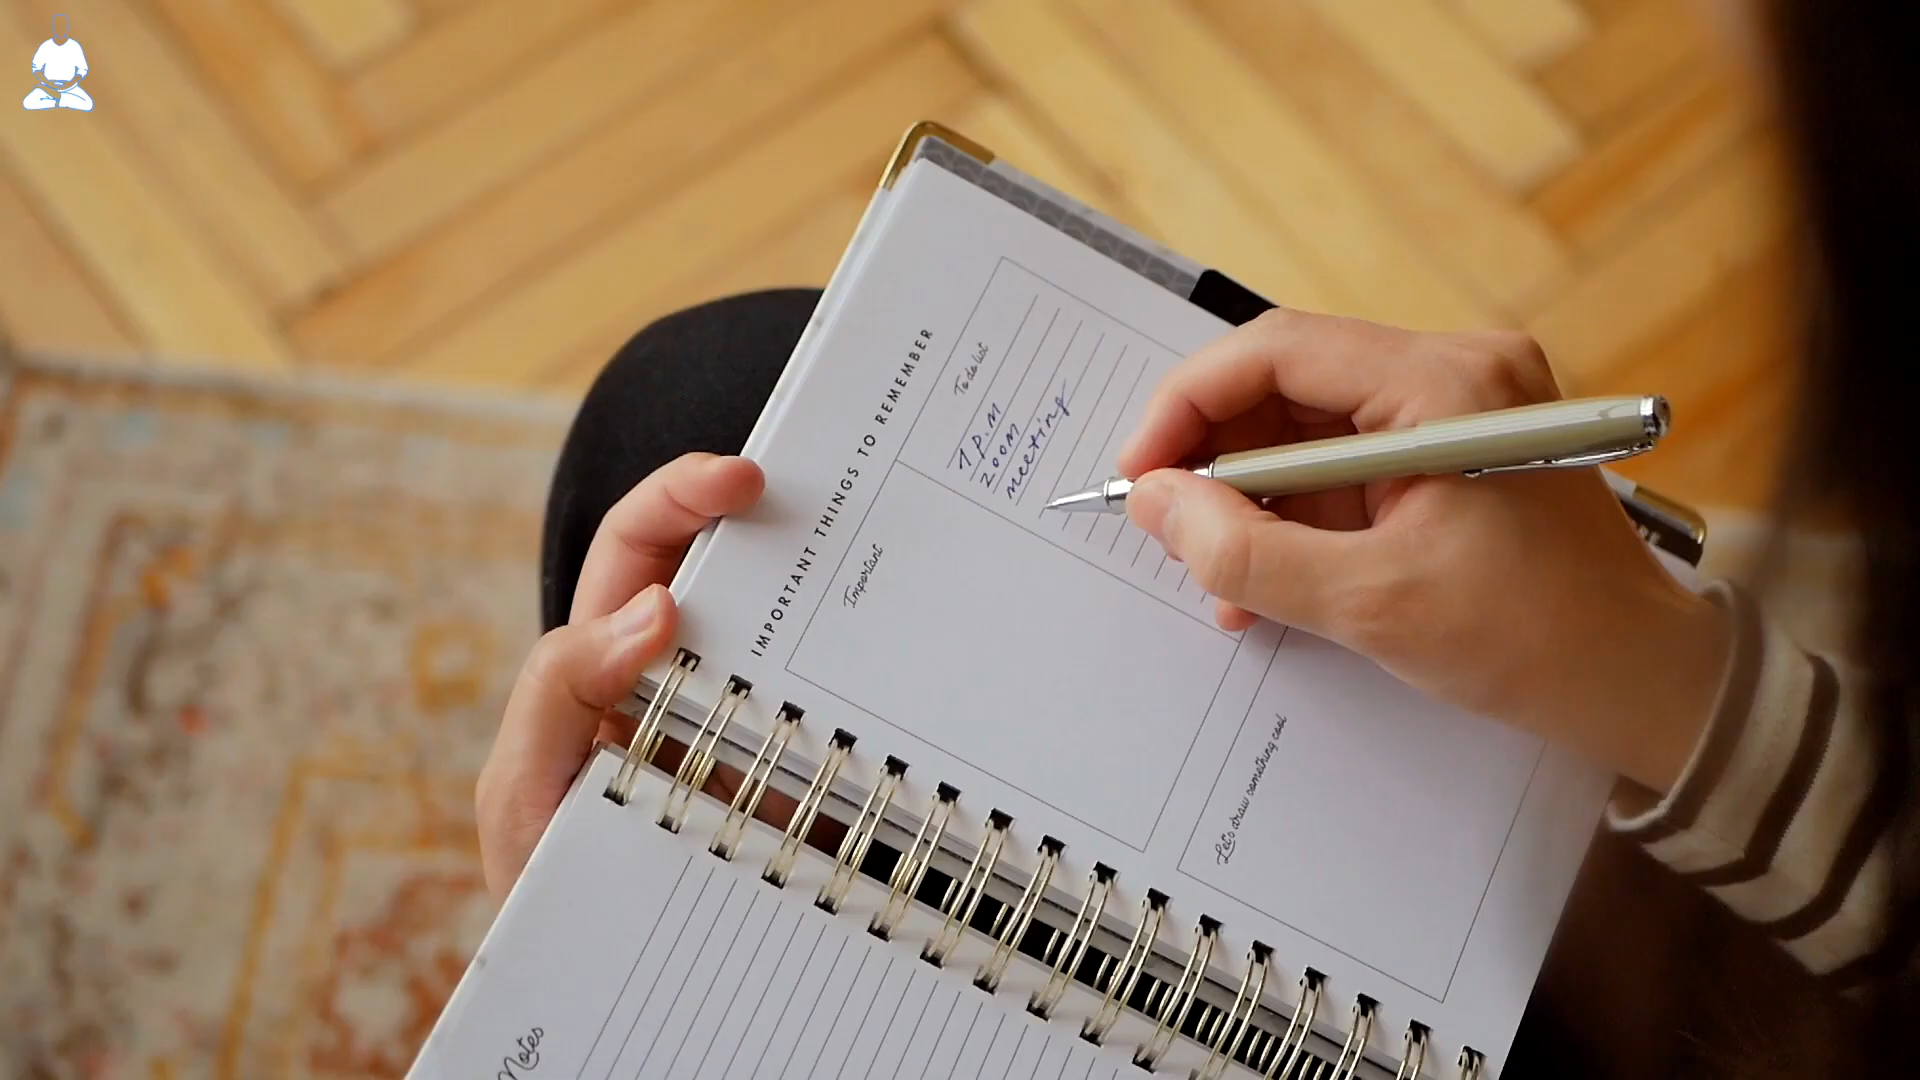 IMPORTANT THINGS TO REMEMBER
To do list
1 p.m
zoom
meeting
Important
Let's draw something cool
Notes